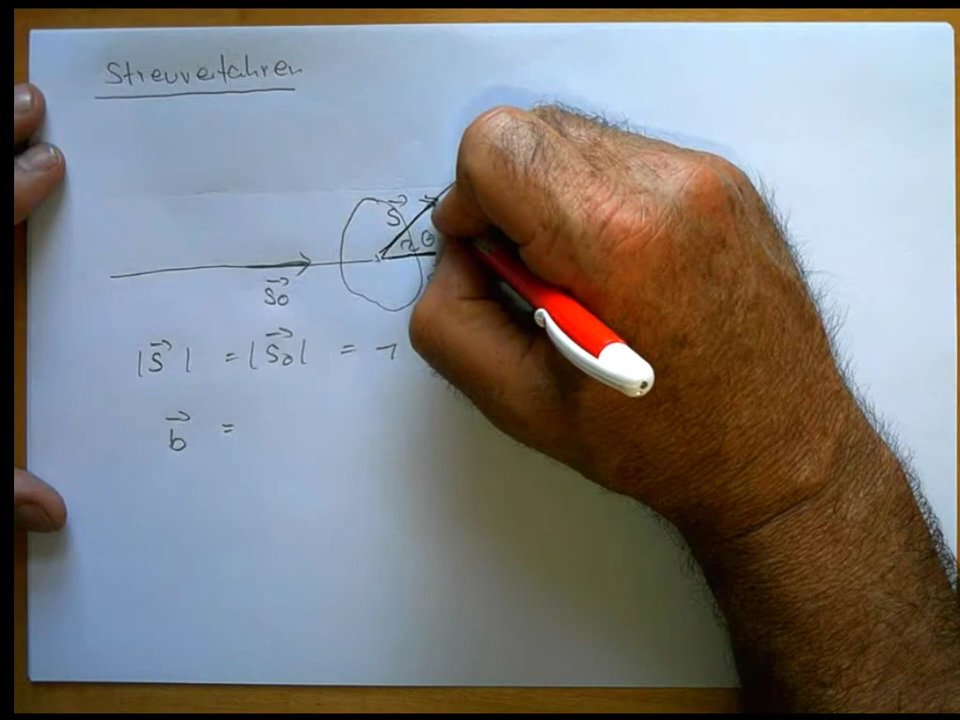 Streuverfahren
s⃗ 2θ
s⃗₀
|s⃗| = |s⃗₀| = 1
b⃗ =